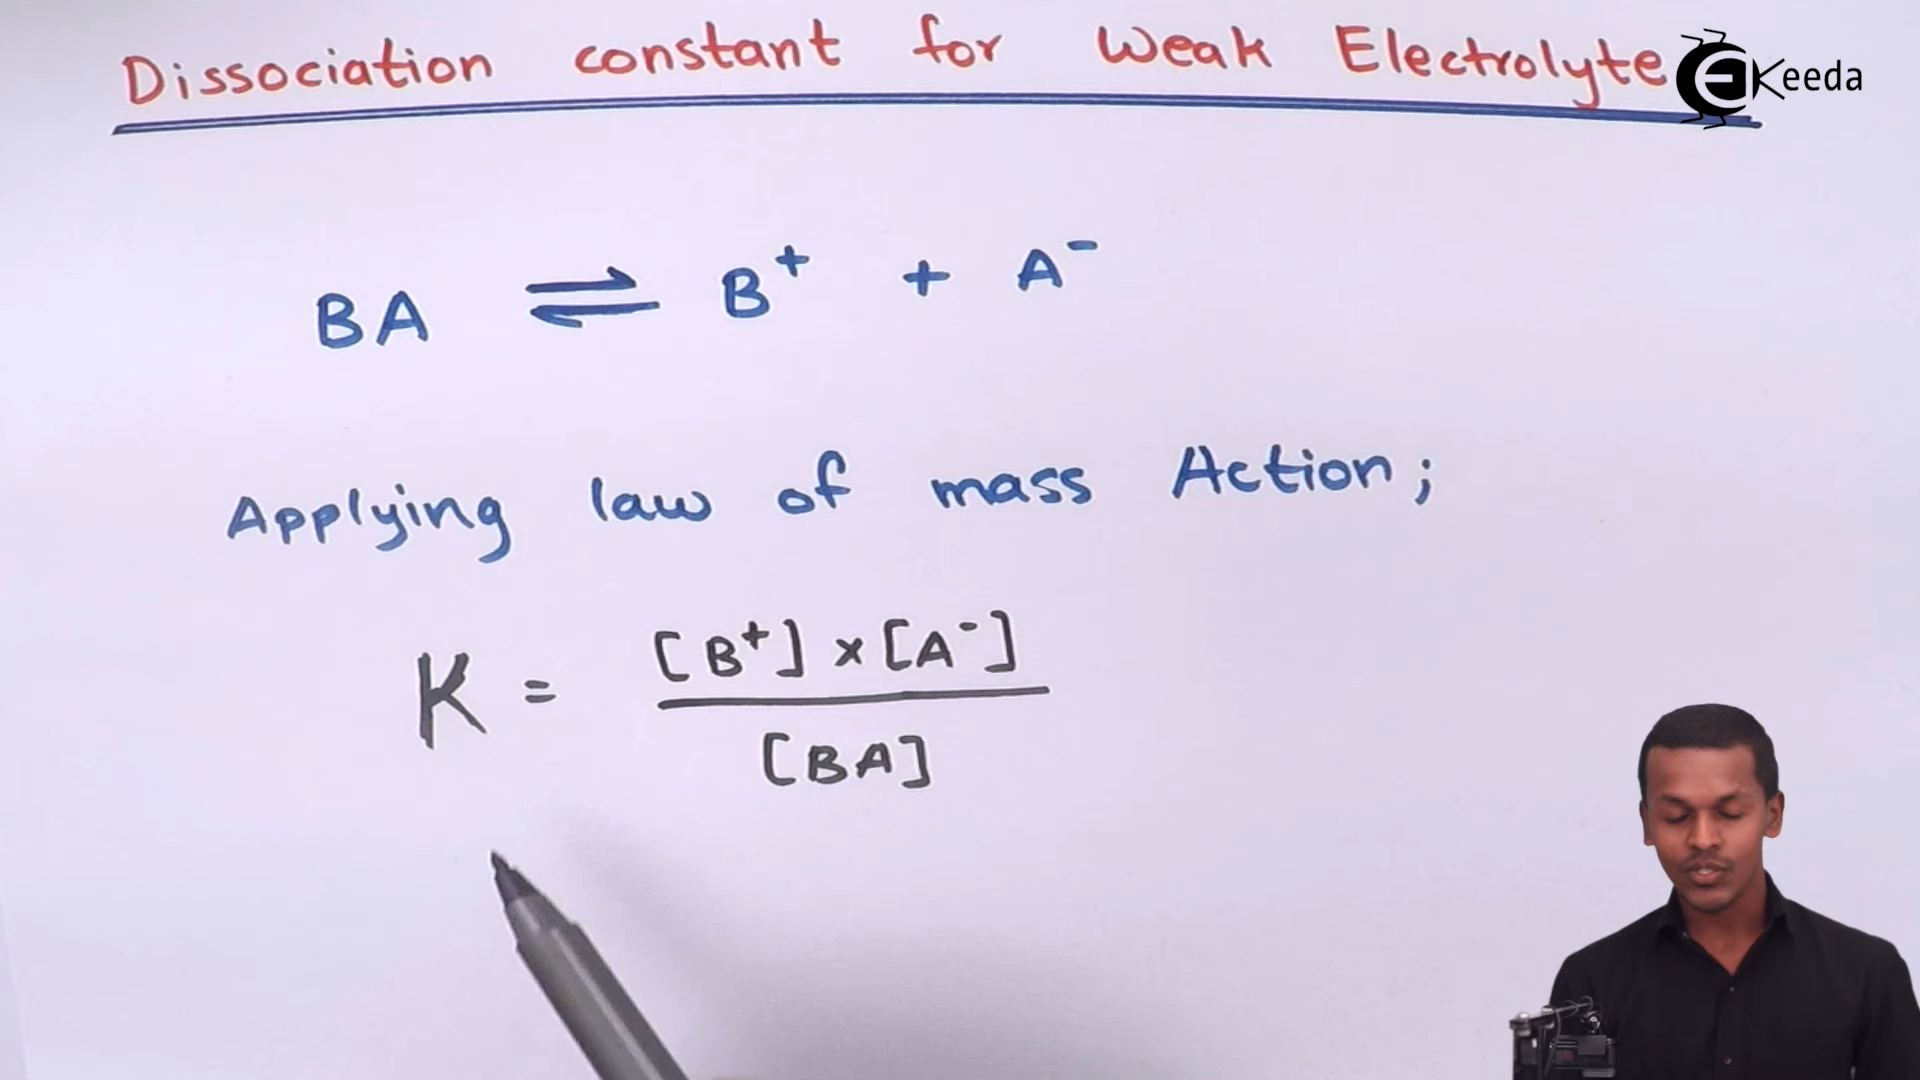 Dissociation constant for Weak Electrolyte
Keeda
BA ⇌ B⁺ + A⁻
Applying law of mass Action;
K = [B⁺] x [A⁻]
[BA]